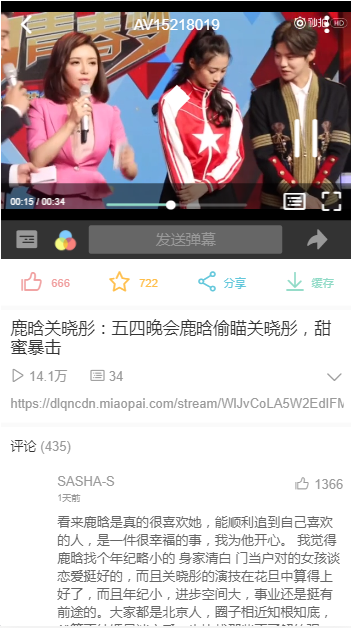 青春梦
AV15218019
秒拍 HD
00:15 / 00:34
发送弹幕
666
722
分享
缓存
鹿晗关晓彤：五四晚会鹿晗偷瞄关晓彤，甜
蜜暴击
14.1万
34
https://dlqncdn.miaopai.com/stream/WIJvCoLA5W2EdIFM
评论 (435)
SASHA-S
1366
1天前
看来鹿晗是真的很喜欢她，能顺利追到自己喜欢
的人，是一件很幸福的事，我为他开心。 我觉得
鹿晗找个年纪略小的 身家清白 门当户对的女孩谈
恋爱挺好的，而且关晓彤的演技在花旦中算得上
好了，而且年纪小，进步空间大，事业还是挺有
前途的。大家都是北京人，圈子相近知根知底，